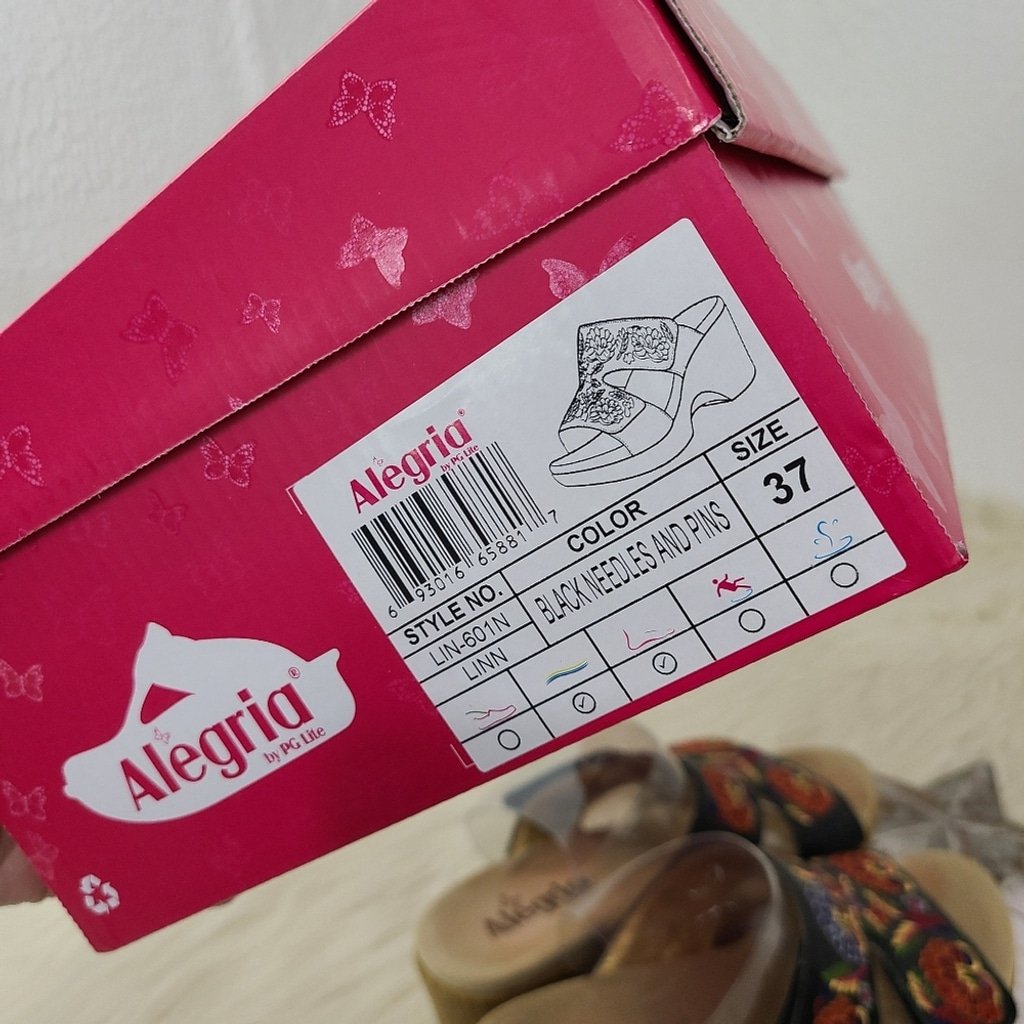 Alegria®
by PG Lite
6 93016 65881 7
STYLE NO.
COLOR
SIZE
LIN-601N
LINN
BLACK NEEDLES AND PINS
37
Alegria®
by PG Lite
Alegria